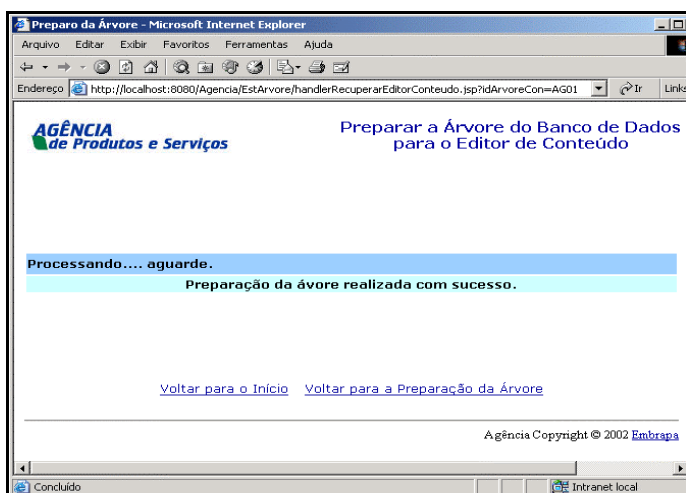 Preparo da Árvore - Microsoft Internet Explorer
Arquivo Editar Exibir Favoritos Ferramentas Ajuda
Endereço http://localhost:8080/Agencia/EstArvore/handlerRecuperarEditorConteudo.jsp?idArvoreCon=AG01 Ir Links
AGÊNCIA
de Produtos e Serviços
Preparar a Árvore do Banco de Dados
para o Editor de Conteúdo
Processando.... aguarde.
Preparação da ávore realizada com sucesso.
Voltar para o Início Voltar para a Preparação da Árvore
Agência Copyright © 2002 Embrapa
Concluído Intranet local